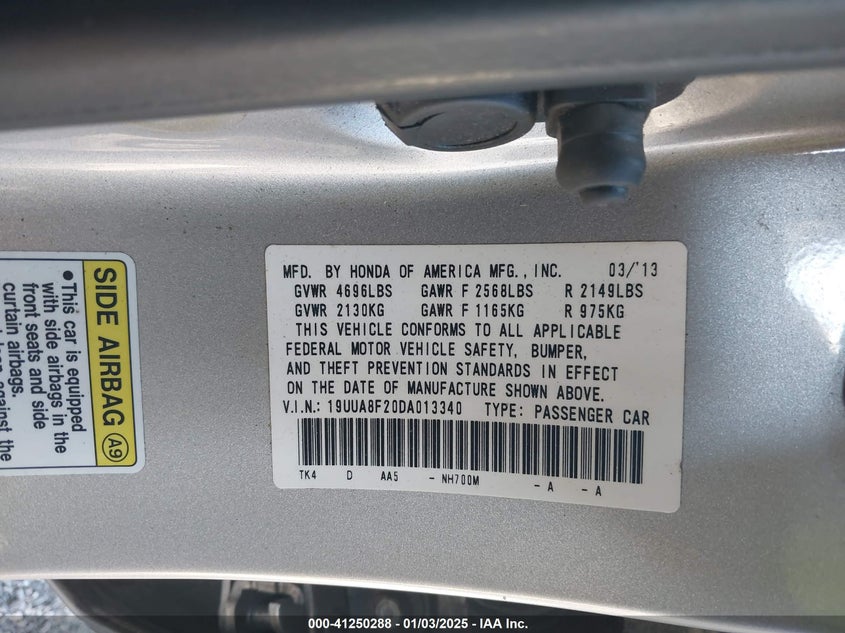 MFD. BY HONDA OF AMERICA MFG., INC. 03/'13
GVWR 4696LBS GAWR F 2568LBS R 2149LBS
GVWR 2130KG GAWR F 1165KG R 975KG
THIS VEHICLE CONFORMS TO ALL APPLICABLE
FEDERAL MOTOR VEHICLE SAFETY, BUMPER,
AND THEFT PREVENTION STANDARDS IN EFFECT
ON THE DATE OF MANUFACTURE SHOWN ABOVE.
V.I.N.: 19UUA8F20DA013340 TYPE: PASSENGER CAR
TK4 D AA5 - NH700M - A - A
SIDE AIRBAG A9
•This car is equipped
with side airbags in the
front seats and side
curtain airbags.
against the
000-41250288 - 01/03/2025 - IAA Inc.